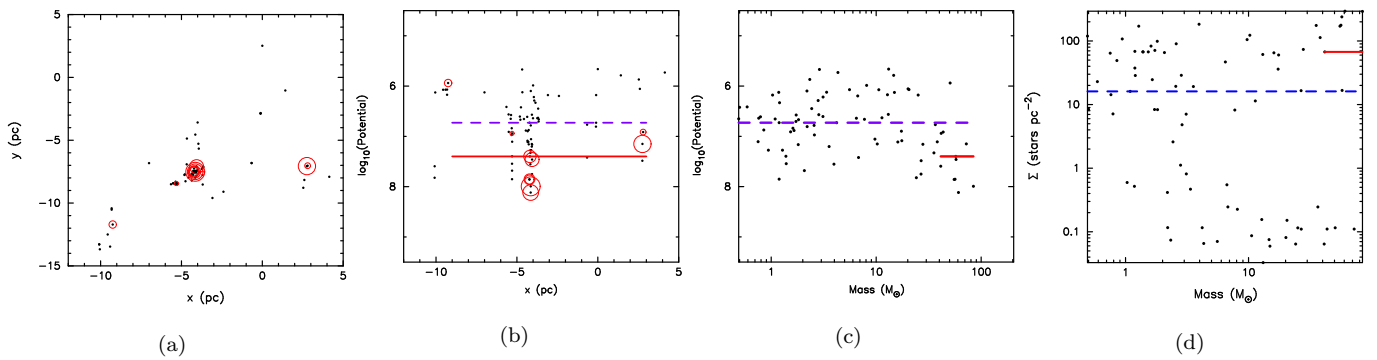 0
−5
−10
−15
y (pc)
−10
−5
0
5
x (pc)
(a)
6
8
log₁₀(Potential)
−10
−5
0
5
x (pc)
(b)
6
8
log₁₀(Potential)
1
10
100
Mass (M⊙)
(c)
100
10
1
0.1
Σ (stars pc⁻²)
1
10
Mass (M⊙)
(d)